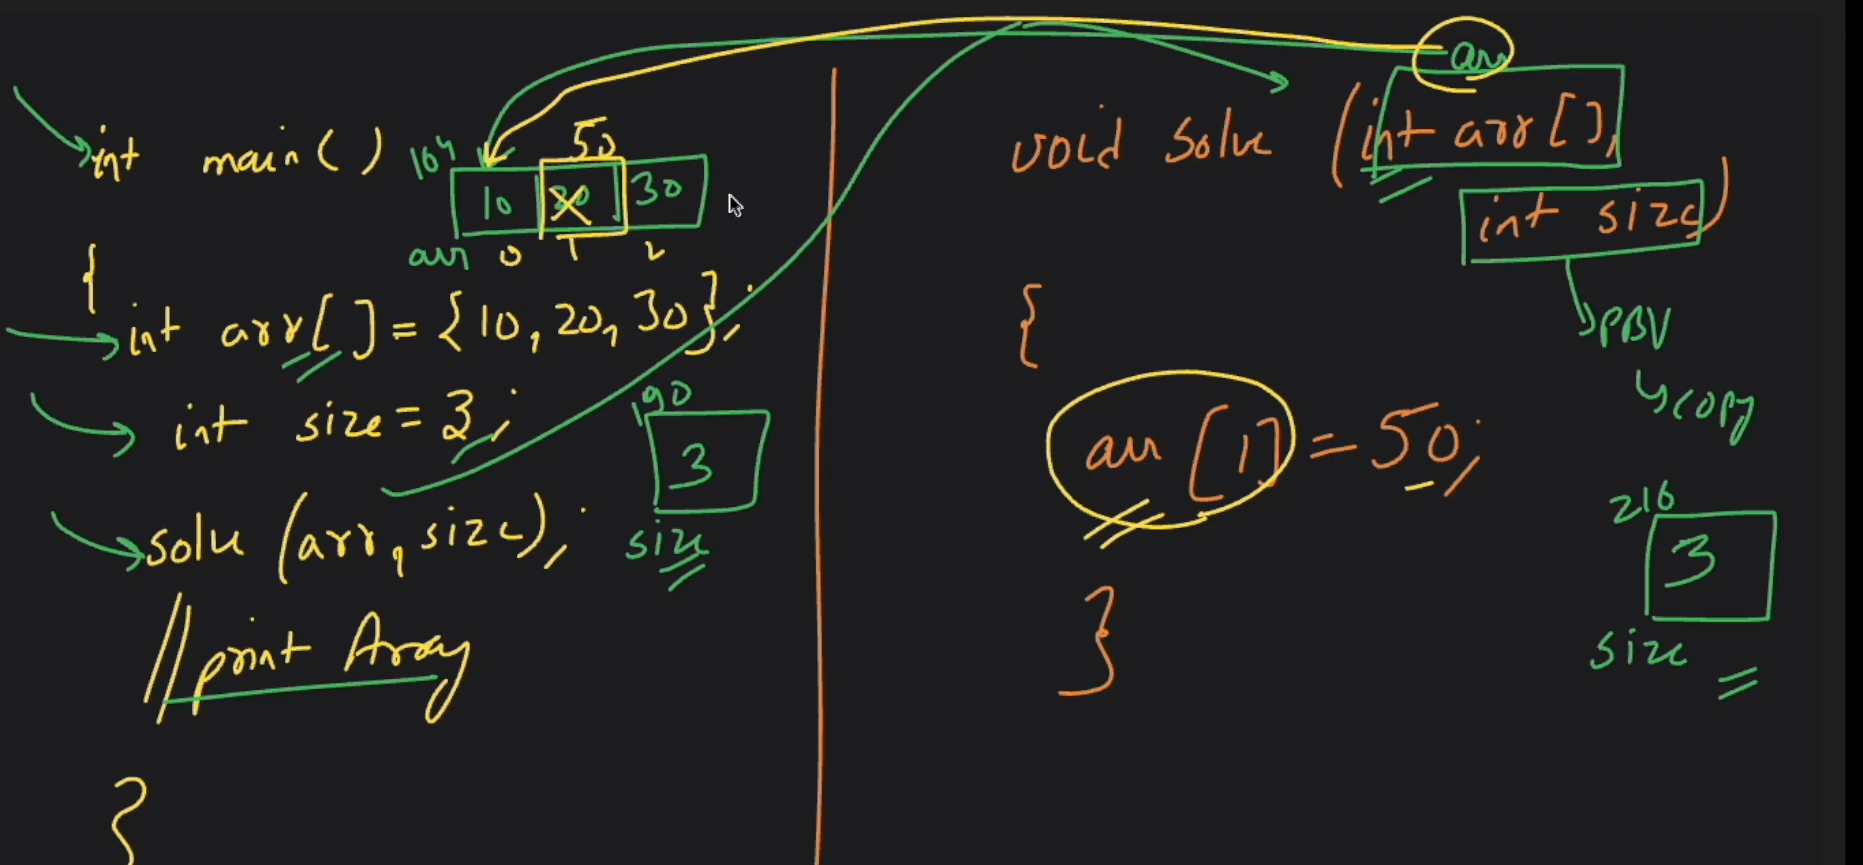 int main()
104
50
10 20 30
arr 0 1 2
{
int arr[] = {10, 20, 30};
int size = 3;
190
3
size
solve (arr, size);
//print Array
}
arr
void solve (int arr[],
int size)
PBV
copy
{
arr[1] = 50;
}
216
3
size